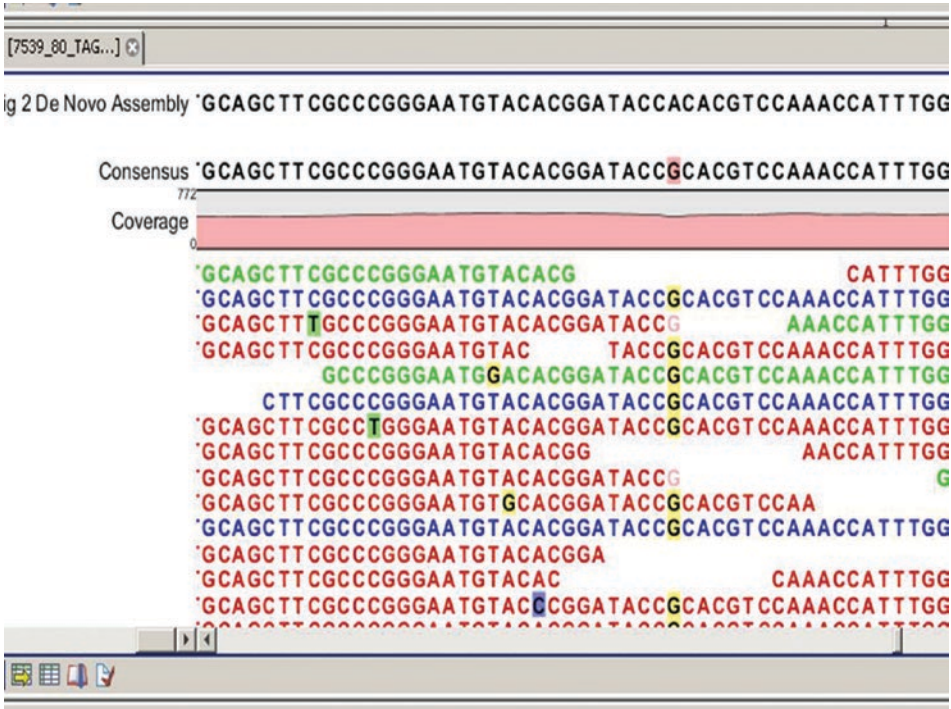 [7539_80_TAG...]
ig 2 De Novo Assembly GCAGCTTCGCCCGGGAATGTACACGGATACCACACGTCCAAACCATTTGG
Consensus GCAGCTTCGCCCGGGAATGTACACGGATACCGCACGTCCAAACCATTTGG
772
Coverage
0
GCAGCTTCGCCCGGGAATGTACACG CATTTGG
GCAGCTTCGCCCGGGAATGTACACGGATACCGCACGTCCAAACCATTTGG
GCAGCTTTGCCCGGGAATGTACACGGATACCG AAACCATTTGG
GCAGCTTCGCCCGGGAATGTAC TACCGCACGTCCAAACCATTTGG
GCCCGGGAATGGACACGGATACCGCACGTCCAAACCATTTGG
CTTCGCCCGGGAATGTACACGGATACCGCACGTCCAAACCATTTGG
GCAGCTTCGCCTGGGAATGTACACGGATACCGCACGTCCAAACCATTTGG
GCAGCTTCGCCCGGGAATGTACACGG AACCATTTGG
GCAGCTTCGCCCGGGAATGTACACGGATACCG G
GCAGCTTCGCCCGGGAATGTGCACGGATACCGCACGTCCAA
GCAGCTTCGCCCGGGAATGTACACGGATACCGCACGTCCAAACCATTTGG
GCAGCTTCGCCCGGGAATGTACACGGA
GCAGCTTCGCCCGGGAATGTACAC CAAACCATTTGG
GCAGCTTCGCCCGGGAATGTACCCGGATACCGCACGTCCAAACCATTTGG